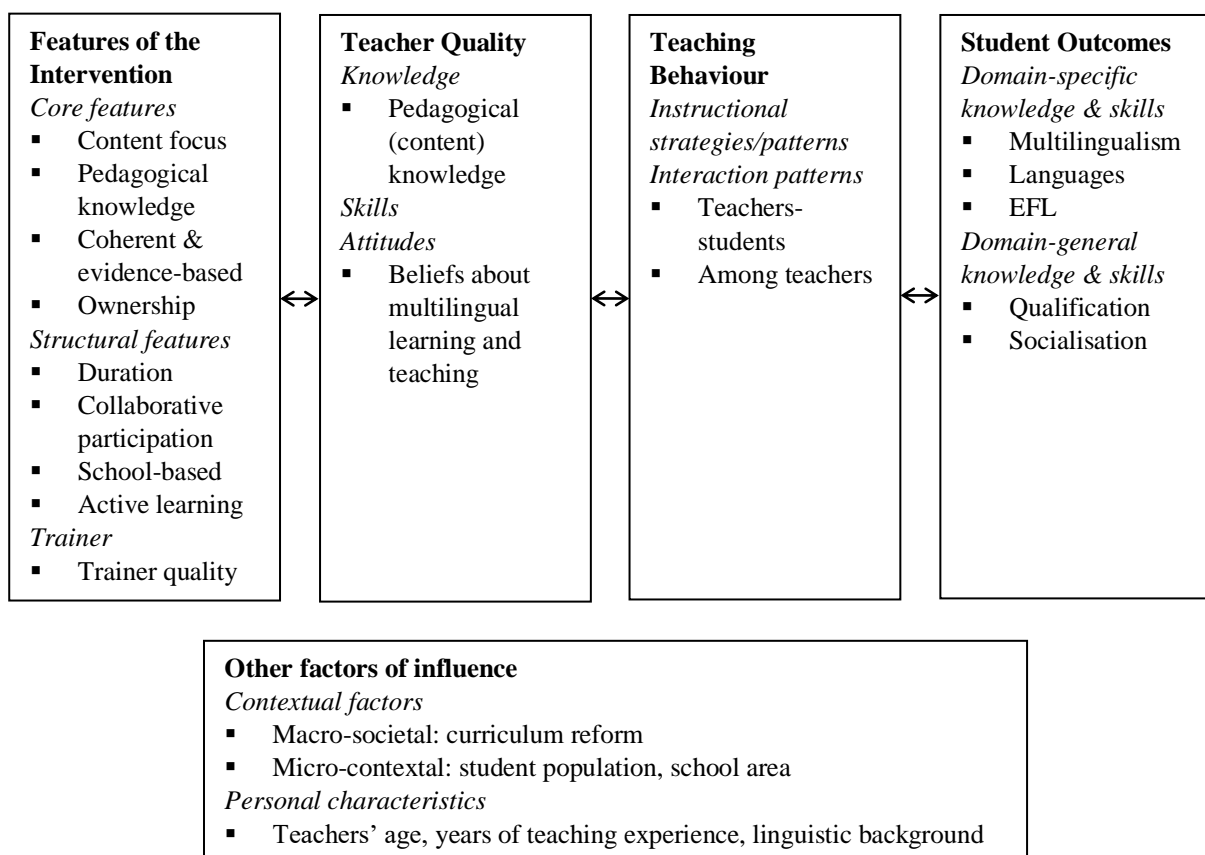 Features of the
Intervention
Core features
▪ Content focus
▪ Pedagogical
knowledge
▪ Coherent &
evidence-based
▪ Ownership
Structural features
▪ Duration
▪ Collaborative
participation
▪ School-based
▪ Active learning
Trainer
▪ Trainer quality
Teacher Quality
Knowledge
▪ Pedagogical
(content)
knowledge
Skills
Attitudes
▪ Beliefs about
multilingual
learning and
teaching
Teaching
Behaviour
Instructional
strategies/patterns
Interaction patterns
▪ Teachers-
students
▪ Among teachers
Student Outcomes
Domain-specific
knowledge & skills
▪ Multilingualism
▪ Languages
▪ EFL
Domain-general
knowledge & skills
▪ Qualification
▪ Socialisation
Other factors of influence
Contextual factors
▪ Macro-societal: curriculum reform
▪ Micro-contextal: student population, school area
Personal characteristics
▪ Teachers’ age, years of teaching experience, linguistic background